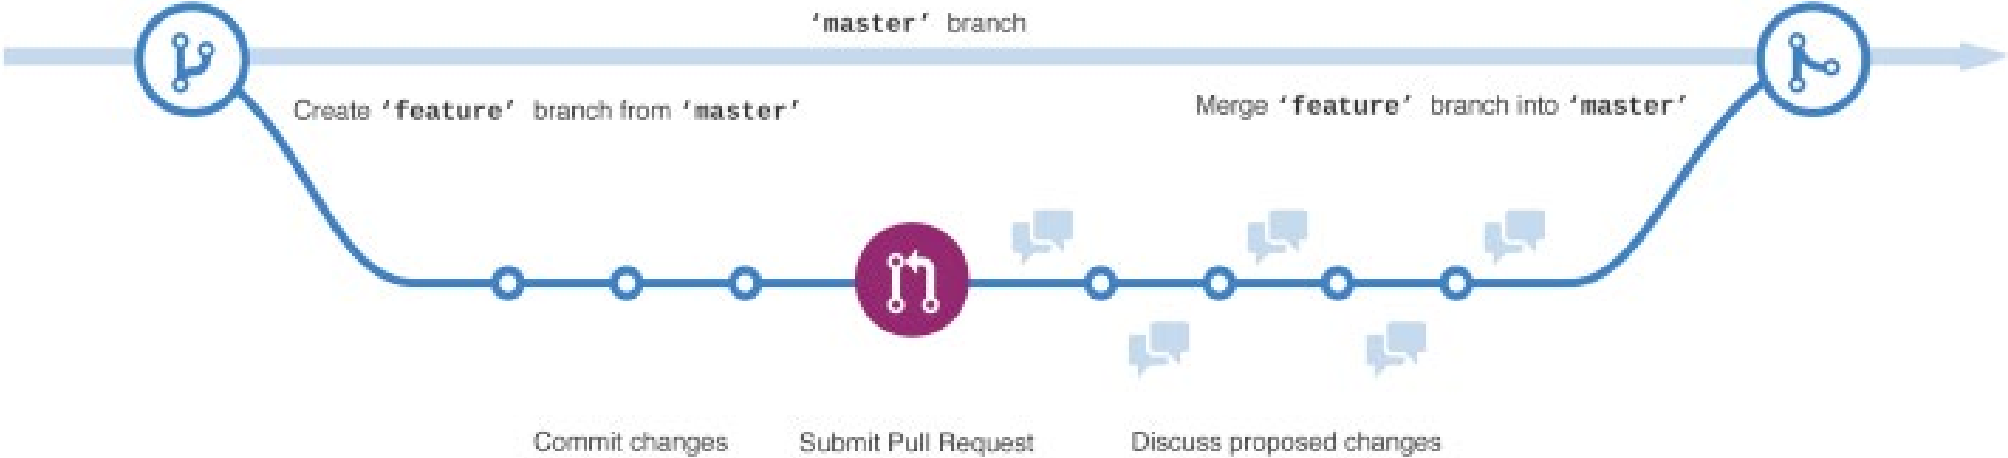 ‘master’ branch
Create ‘feature’ branch from ‘master’
Merge ‘feature’ branch into ‘master’
Commit changes
Submit Pull Request
Discuss proposed changes